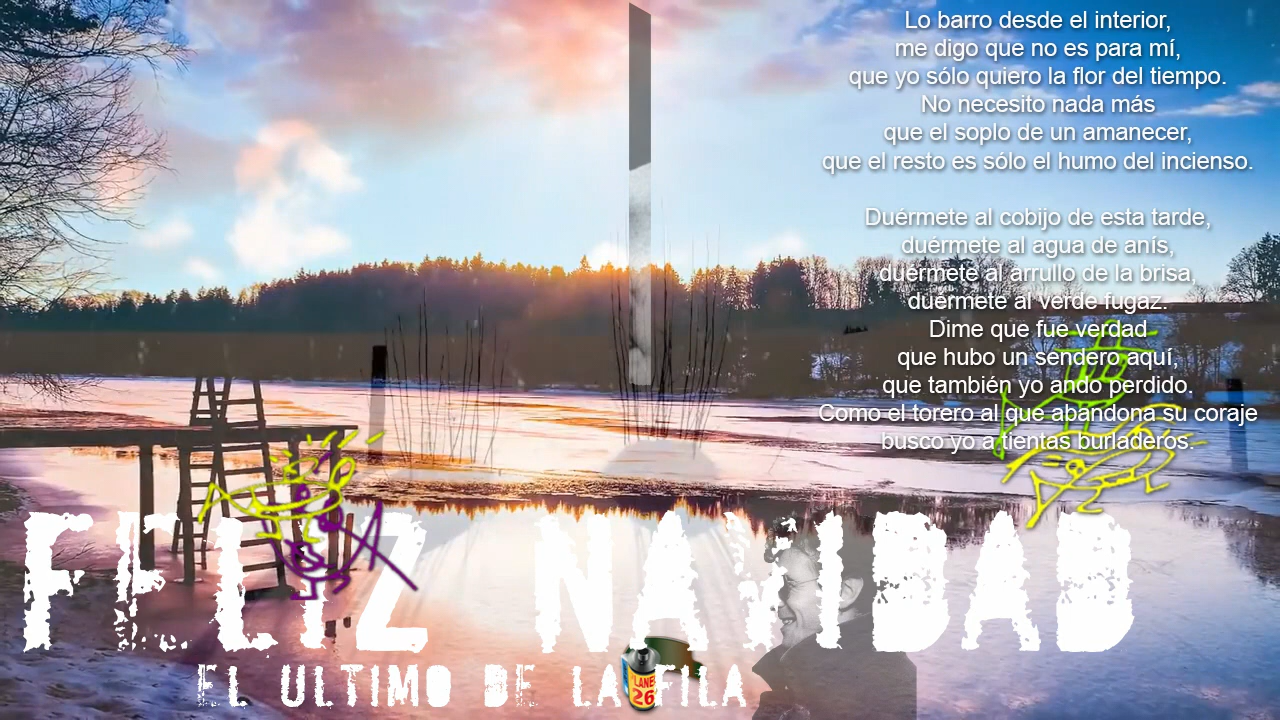 Lo barro desde el interior,
me digo que no es para mí,
que yo sólo quiero la flor del tiempo.
No necesito nada más
que el soplo de un amanecer,
que el resto es sólo el humo del incienso.
Duérmete al cobijo de esta tarde,
duérmete al agua de anís,
duérmete al arrullo de la brisa,
duérmete al verde fugaz.
Dime que fue verdad
que hubo un sendero aquí,
que también yo ando perdido.
Como el torero al que abandona su coraje
busco yo a tientas burladeros.
FELIZ NAVIDAD
EL ULTIMO DE LA FILA
PLANE
26